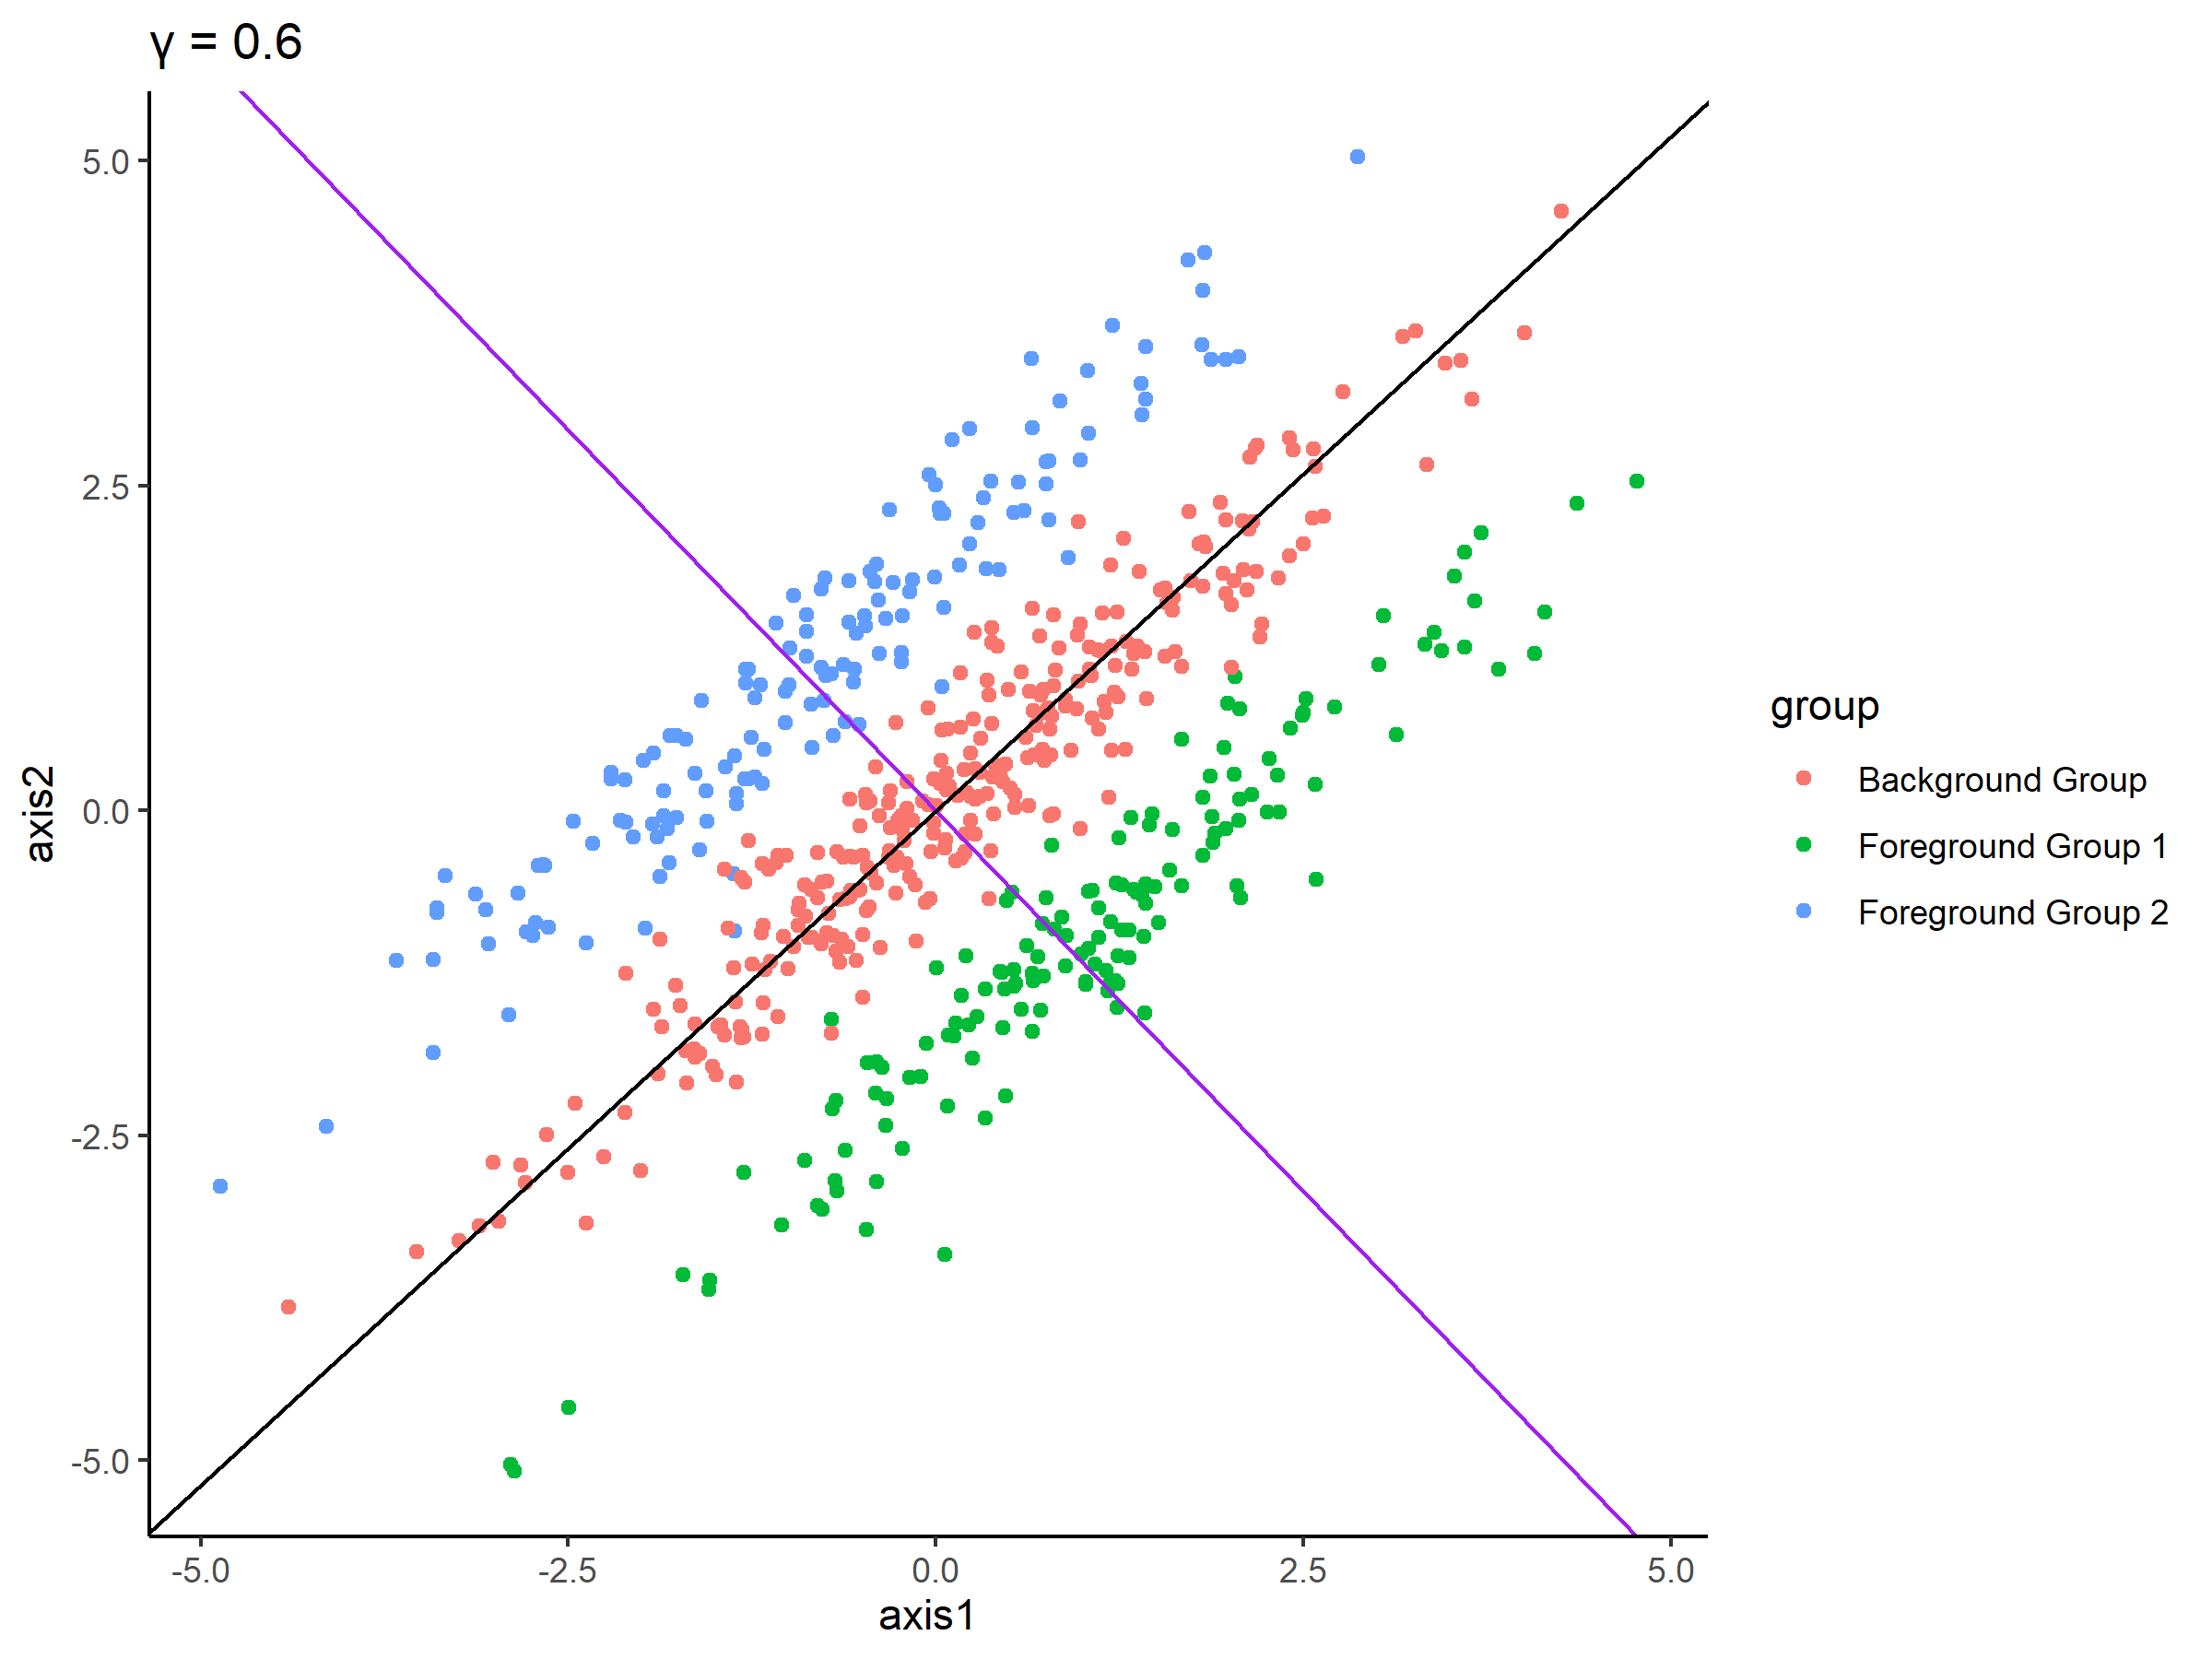 γ = 0.6
5.0
2.5
0.0
-2.5
-5.0
axis2
-5.0
-2.5
0.0
2.5
5.0
axis1
group
Background Group
Foreground Group 1
Foreground Group 2